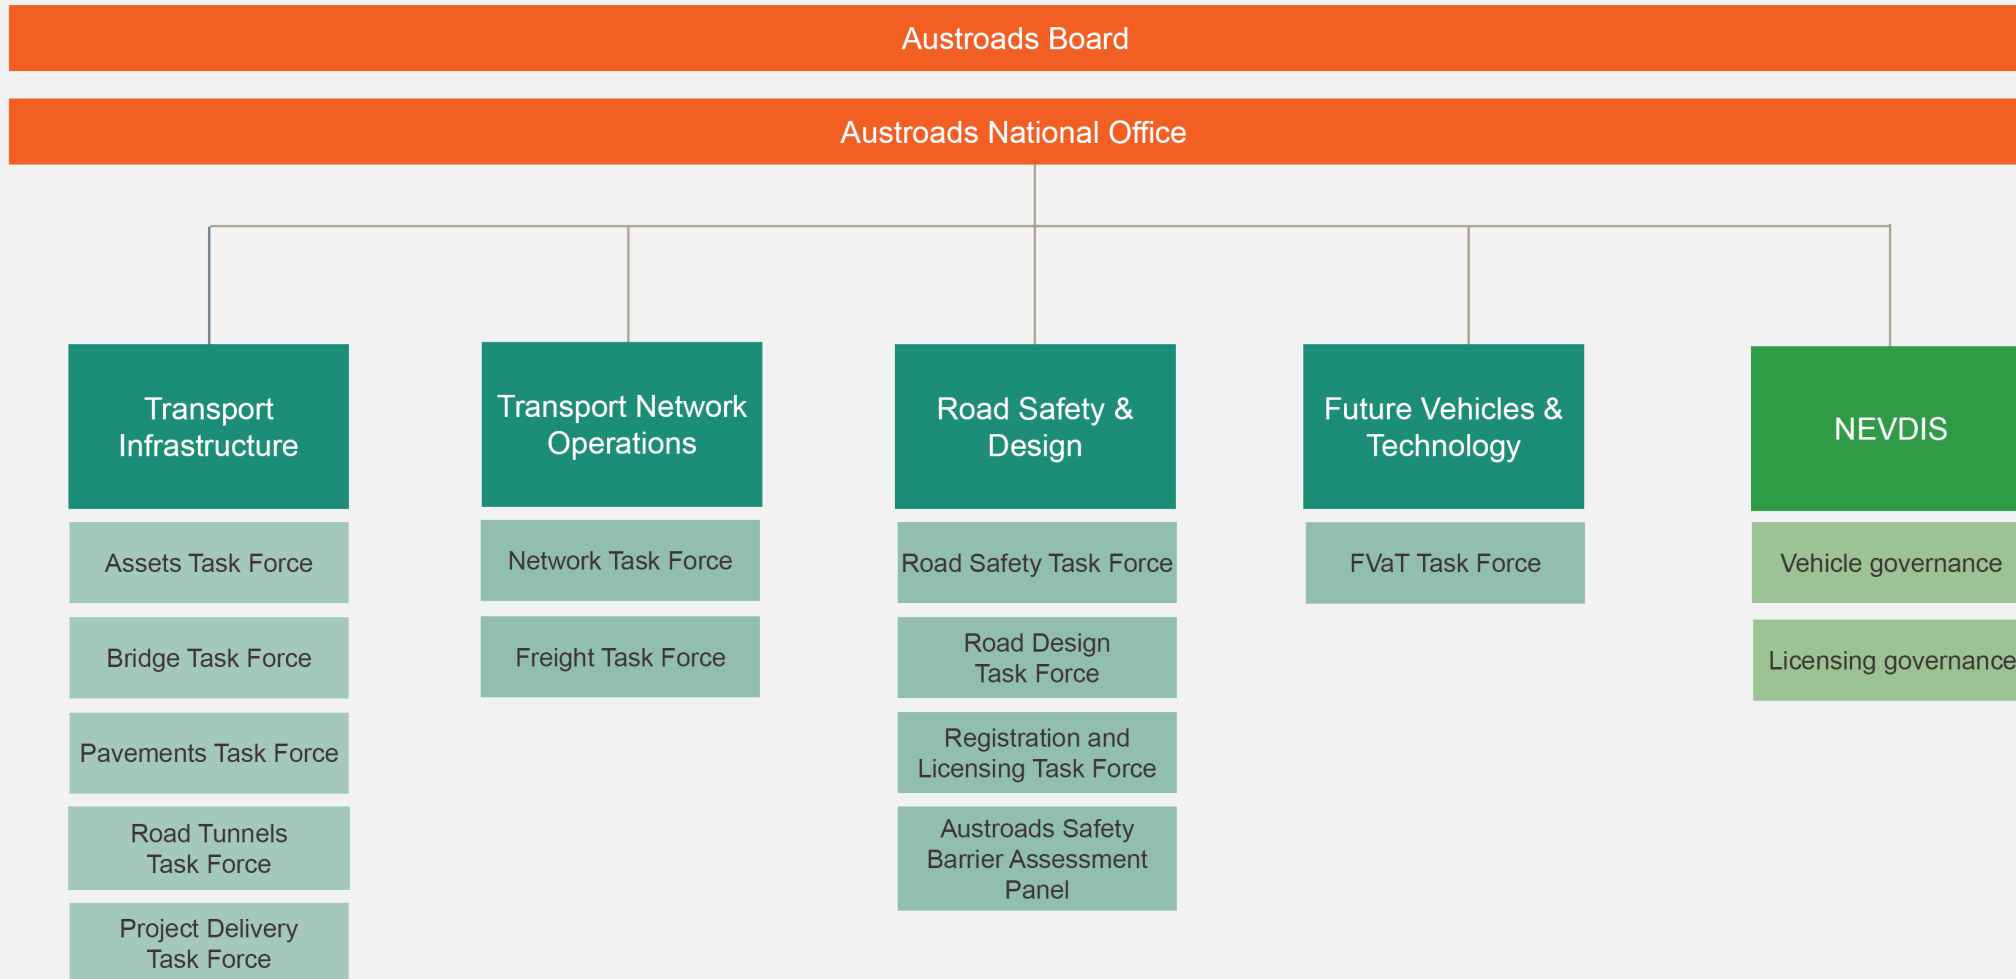 Austroads Board
Austroads National Office
Transport
Infrastructure
Assets Task Force
Bridge Task Force
Pavements Task Force
Road Tunnels
Task Force
Project Delivery
Task Force
Transport Network
Operations
Network Task Force
Freight Task Force
Road Safety &
Design
Road Safety Task Force
Road Design
Task Force
Registration and
Licensing Task Force
Austroads Safety
Barrier Assessment
Panel
Future Vehicles &
Technology
FVaT Task Force
NEVDIS
Vehicle governance
Licensing governance